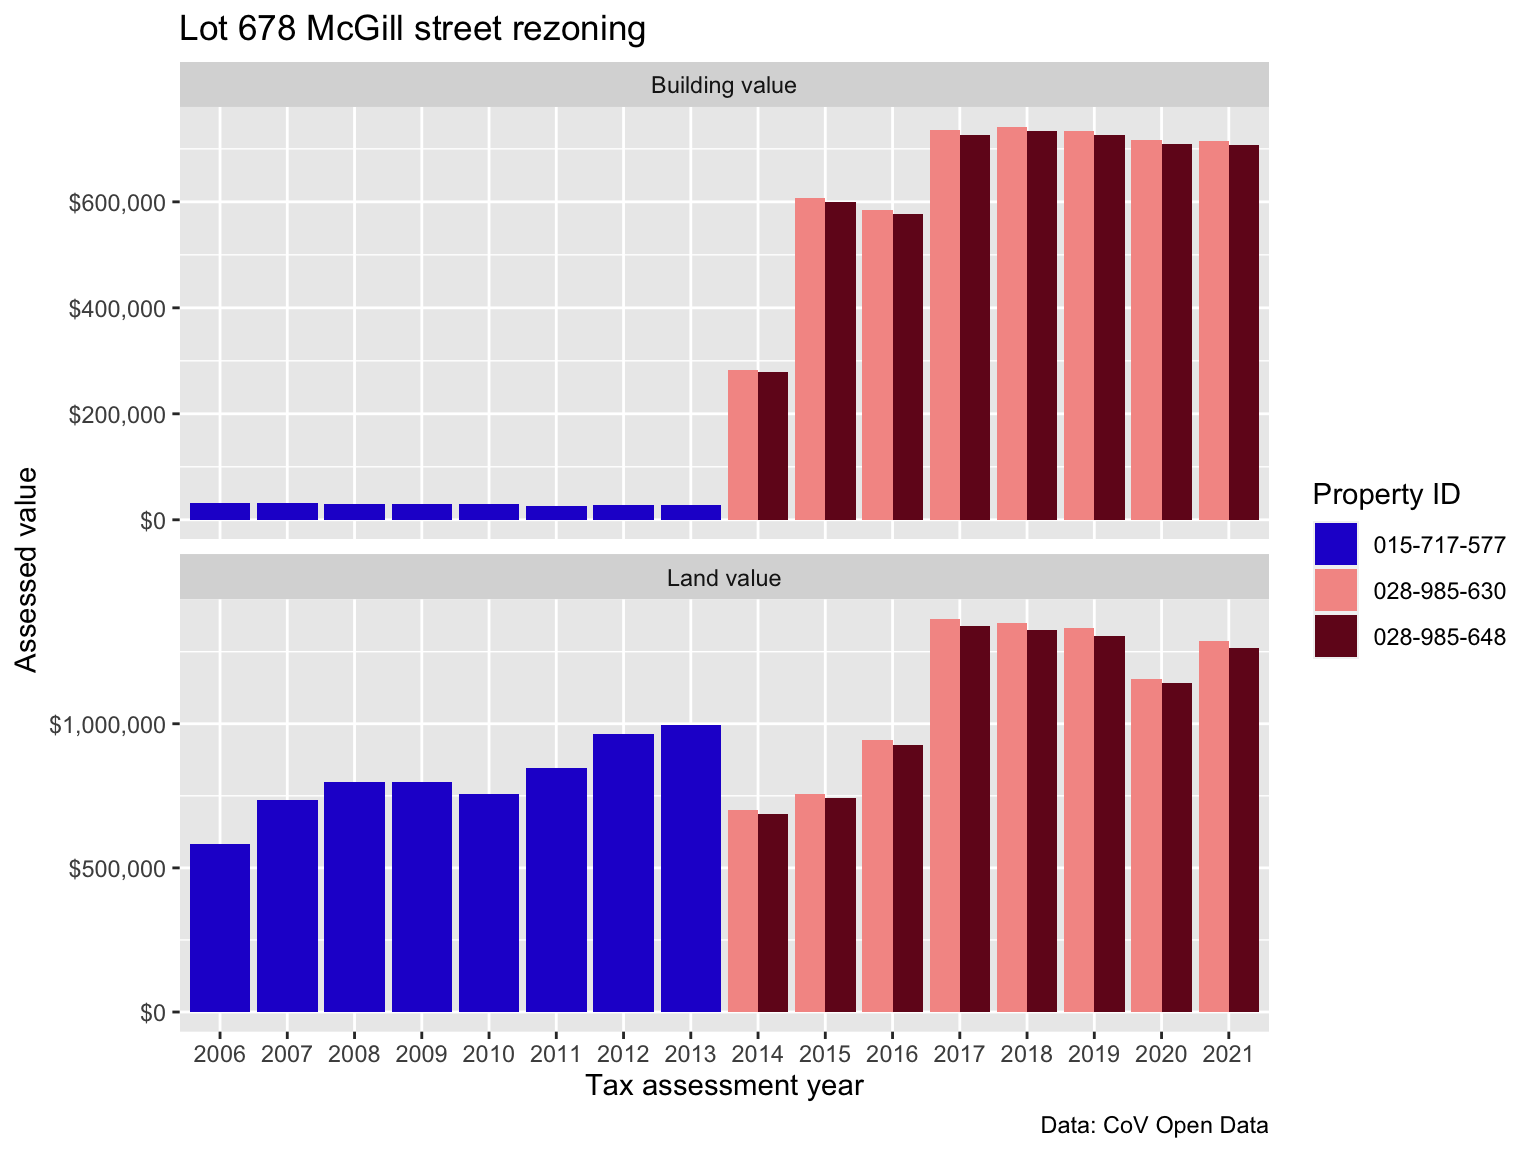 Lot 678 McGill street rezoning
Building value
$600,000
$400,000
$200,000
$0
Land value
$1,000,000
$500,000
$0
Assessed value
2006 2007 2008 2009 2010 2011 2012 2013 2014 2015 2016 2017 2018 2019 2020 2021
Tax assessment year
Property ID
015-717-577
028-985-630
028-985-648
Data: CoV Open Data